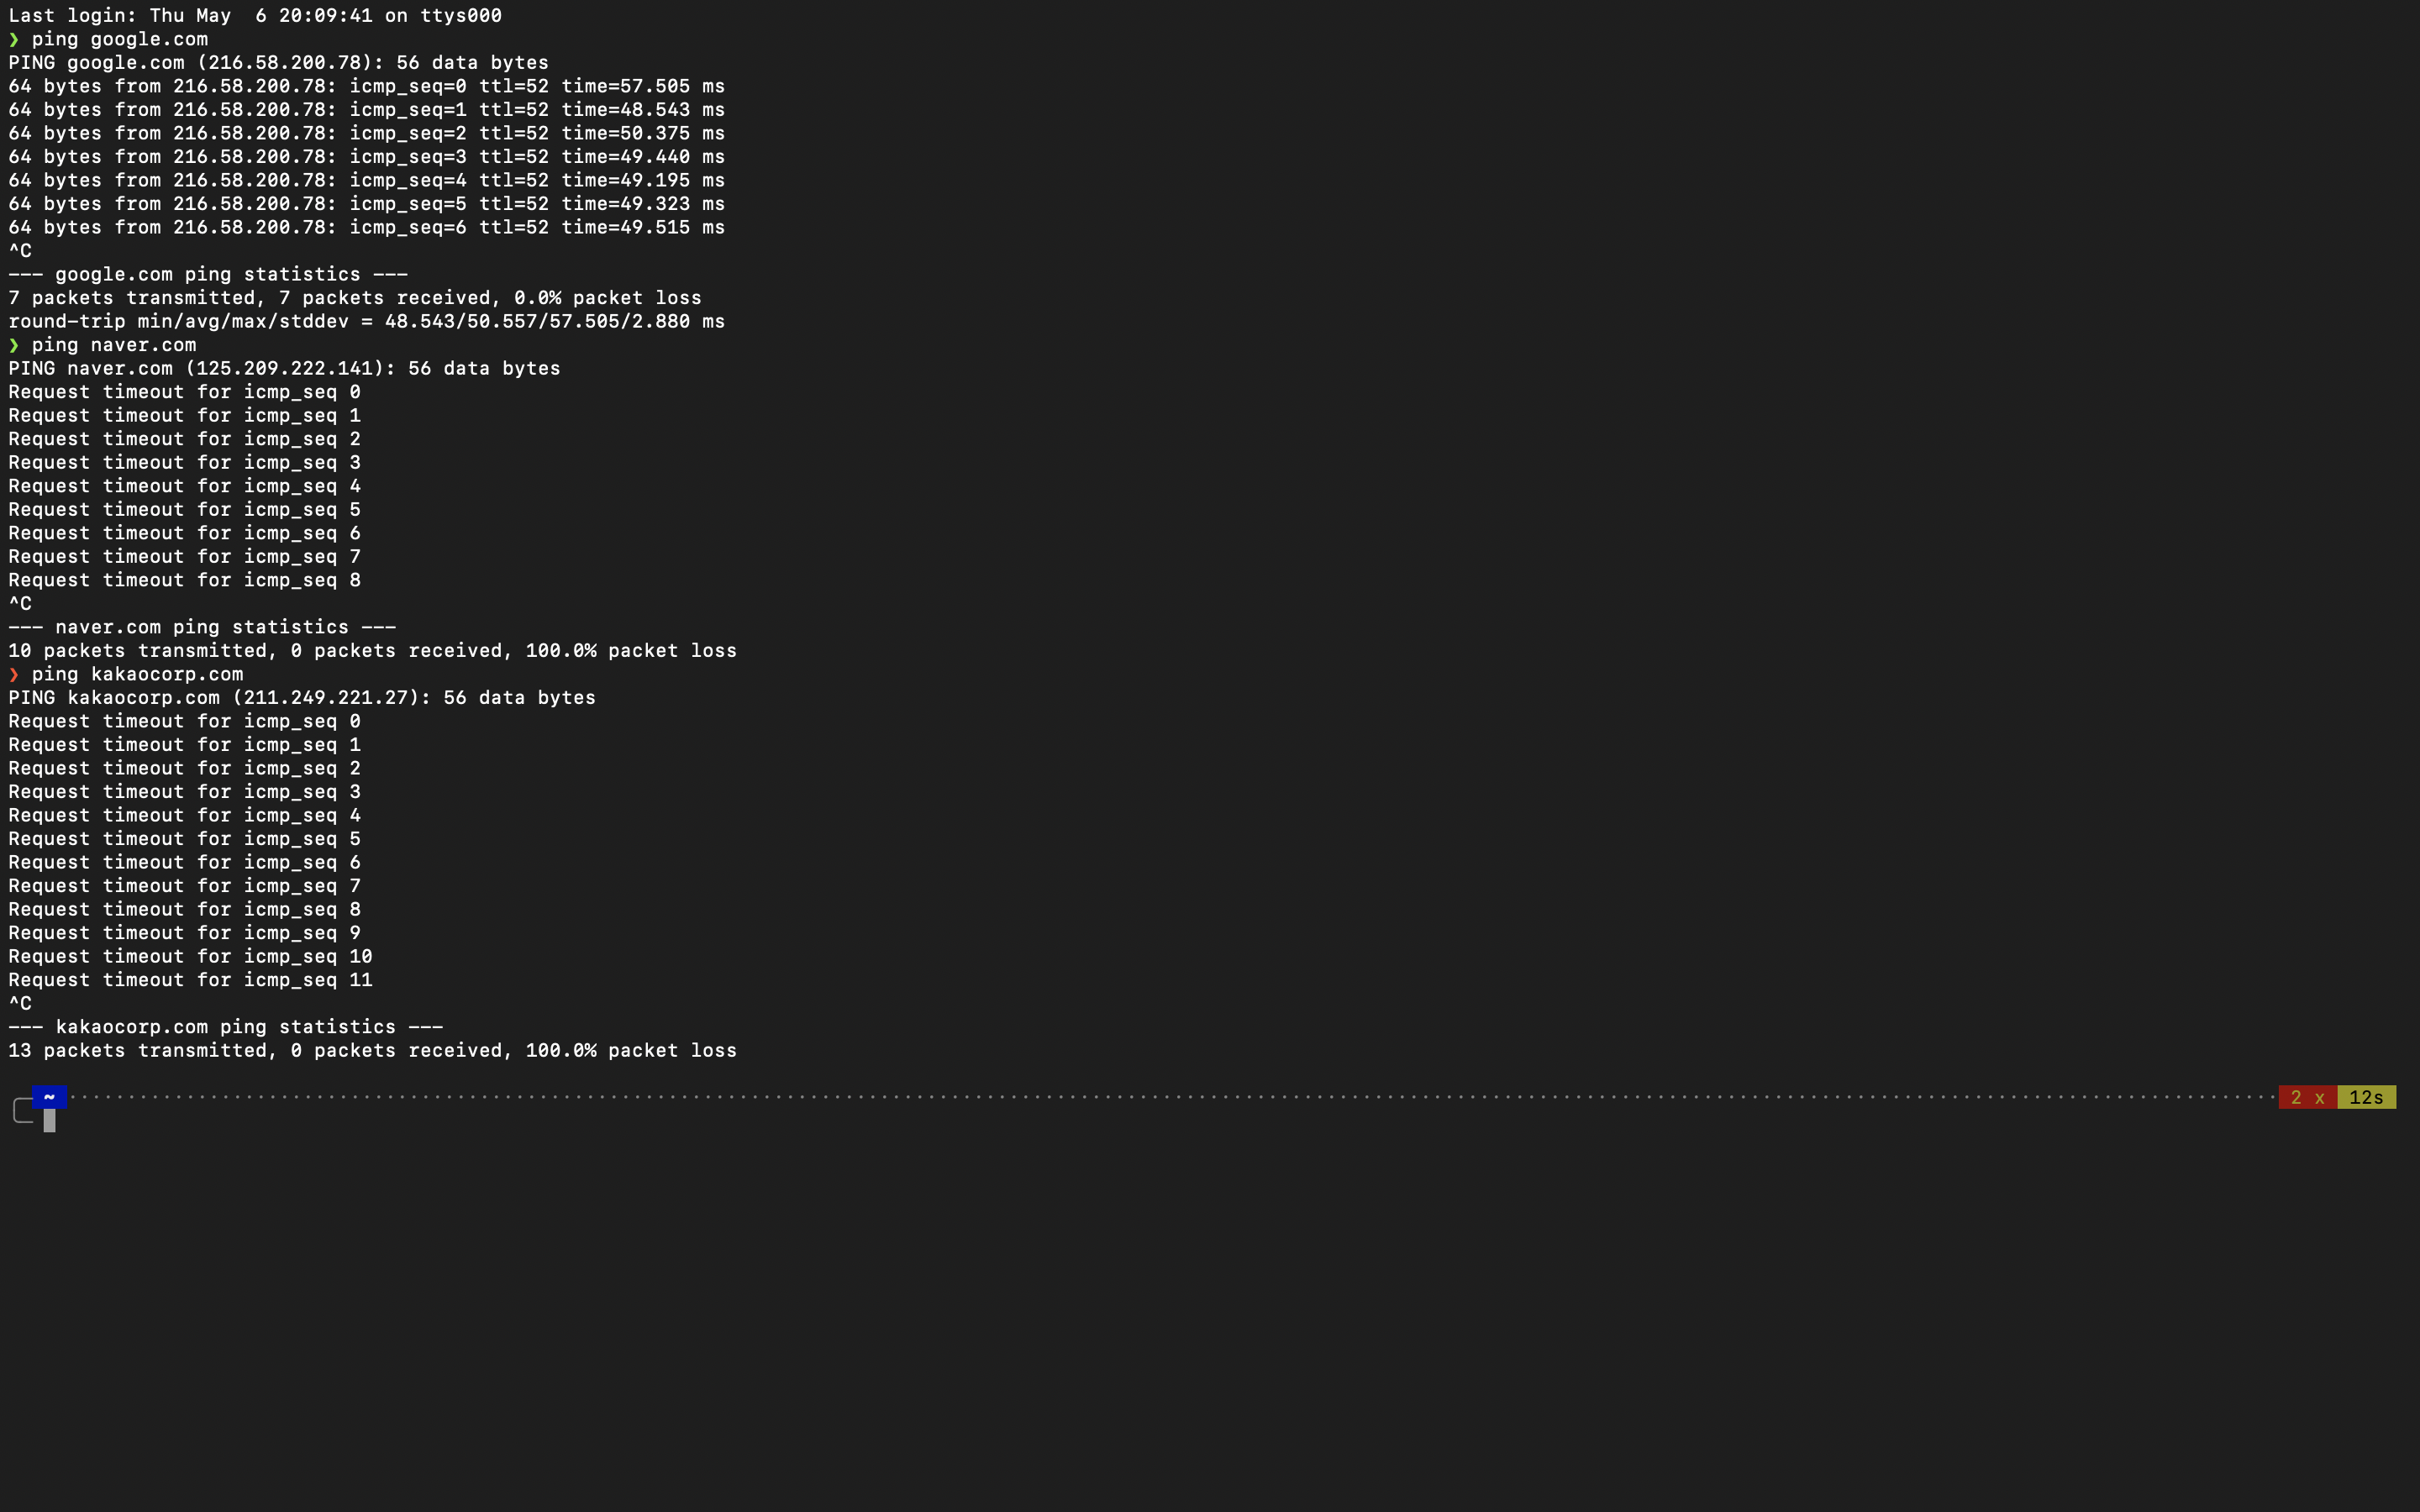 Last login: Thu May  6 20:09:41 on ttys000
❯ ping google.com
PING google.com (216.58.200.78): 56 data bytes
64 bytes from 216.58.200.78: icmp_seq=0 ttl=52 time=57.505 ms
64 bytes from 216.58.200.78: icmp_seq=1 ttl=52 time=48.543 ms
64 bytes from 216.58.200.78: icmp_seq=2 ttl=52 time=50.375 ms
64 bytes from 216.58.200.78: icmp_seq=3 ttl=52 time=49.440 ms
64 bytes from 216.58.200.78: icmp_seq=4 ttl=52 time=49.195 ms
64 bytes from 216.58.200.78: icmp_seq=5 ttl=52 time=49.323 ms
64 bytes from 216.58.200.78: icmp_seq=6 ttl=52 time=49.515 ms
^C
--- google.com ping statistics ---
7 packets transmitted, 7 packets received, 0.0% packet loss
round-trip min/avg/max/stddev = 48.543/50.557/57.505/2.880 ms
❯ ping naver.com
PING naver.com (125.209.222.141): 56 data bytes
Request timeout for icmp_seq 0
Request timeout for icmp_seq 1
Request timeout for icmp_seq 2
Request timeout for icmp_seq 3
Request timeout for icmp_seq 4
Request timeout for icmp_seq 5
Request timeout for icmp_seq 6
Request timeout for icmp_seq 7
Request timeout for icmp_seq 8
^C
--- naver.com ping statistics ---
10 packets transmitted, 0 packets received, 100.0% packet loss
❯ ping kakaocorp.com
PING kakaocorp.com (211.249.221.27): 56 data bytes
Request timeout for icmp_seq 0
Request timeout for icmp_seq 1
Request timeout for icmp_seq 2
Request timeout for icmp_seq 3
Request timeout for icmp_seq 4
Request timeout for icmp_seq 5
Request timeout for icmp_seq 6
Request timeout for icmp_seq 7
Request timeout for icmp_seq 8
Request timeout for icmp_seq 9
Request timeout for icmp_seq 10
Request timeout for icmp_seq 11
^C
--- kakaocorp.com ping statistics ---
13 packets transmitted, 0 packets received, 100.0% packet loss
~ 2 x 12s